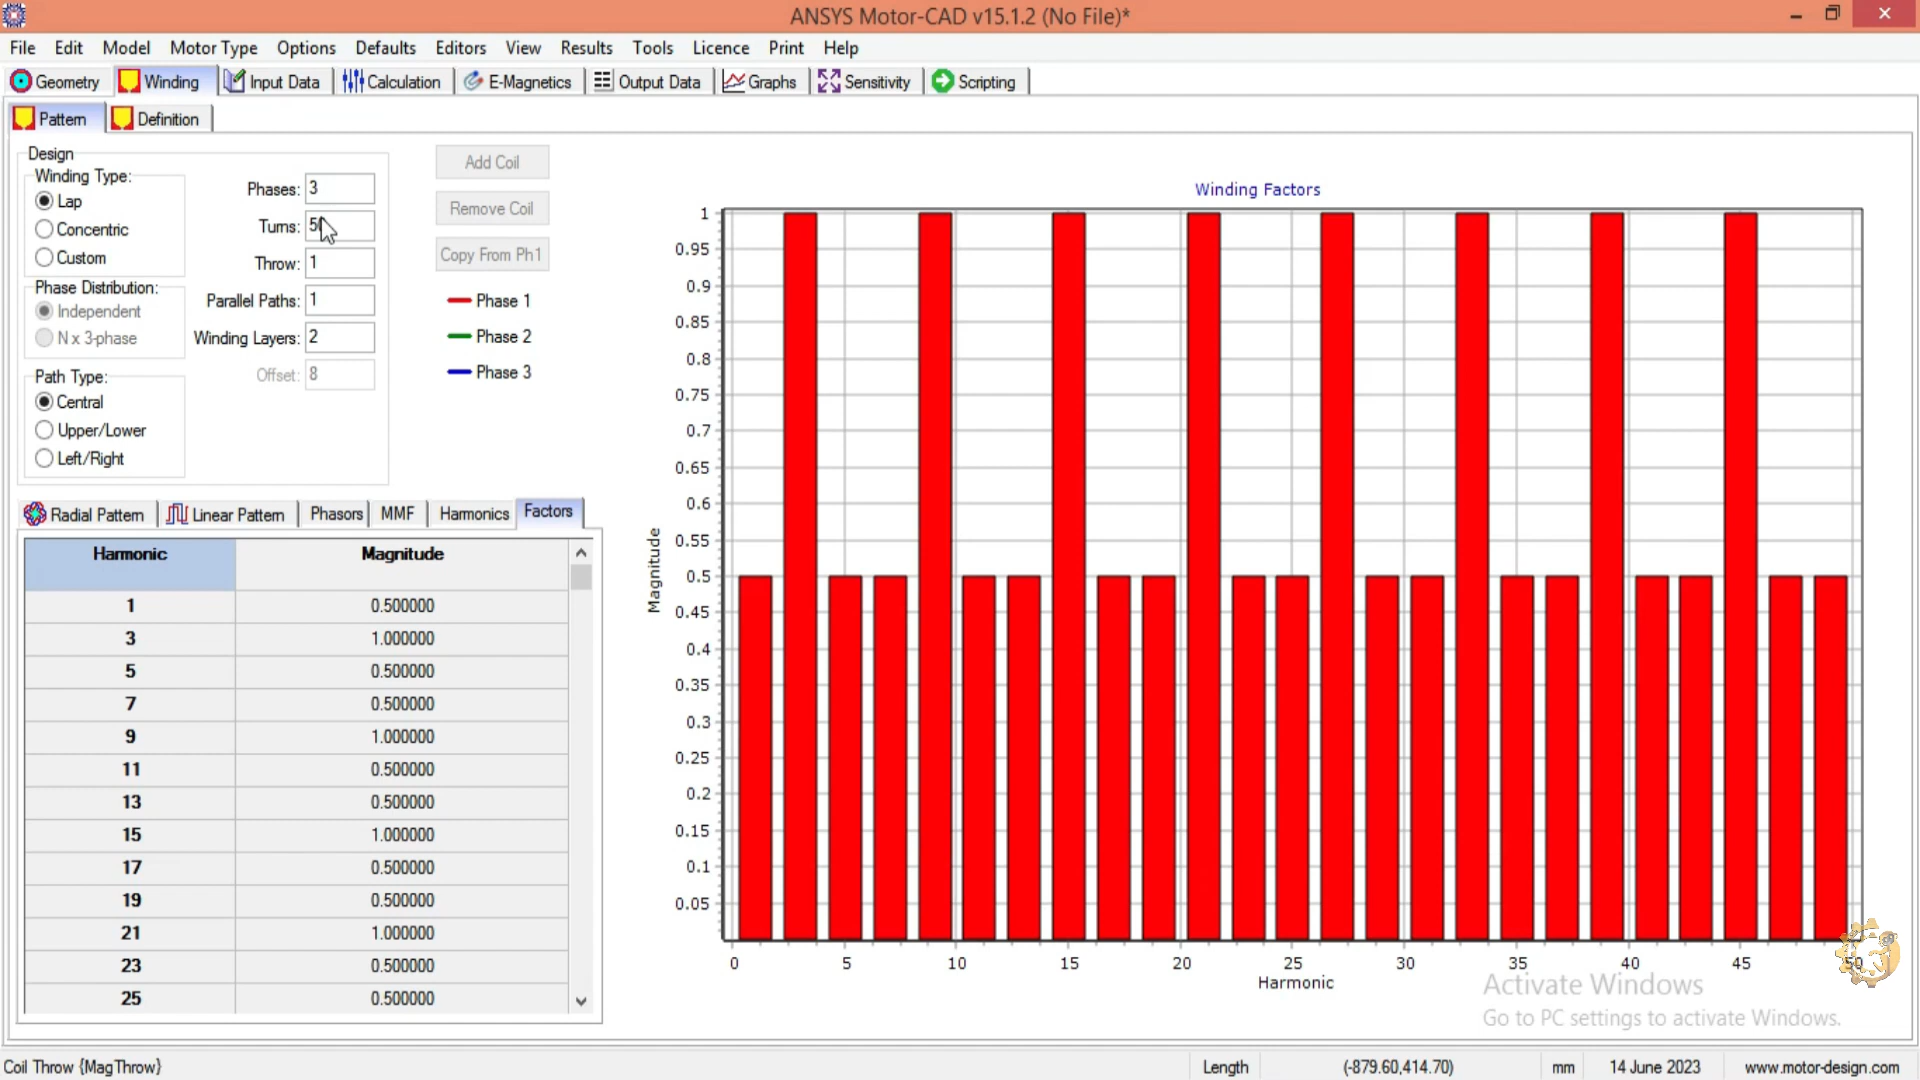 ANSYS Motor-CAD v15.1.2 (No File)*
File Edit Model Motor Type Options Defaults Editors View Results Tools Licence Print Help
Geometry Winding Input Data Calculation E-Magnetics Output Data Graphs Sensitivity Scripting
Pattern Definition
Design
Winding Type:
Lap
Concentric
Custom
Phase Distribution:
Independent
N x 3-phase
Path Type:
Central
Upper/Lower
Left/Right
Phases: 3
Turns:
Throw: 1
Parallel Paths: 1
Winding Layers: 2
Offset: 8
Add Coil
Remove Coil
Copy From Ph1
Phase 1
Phase 2
Phase 3
Radial Pattern Linear Pattern Phasors MMF Harmonics Factors
Harmonic Magnitude
1 0.500000
3 1.000000
5 0.500000
7 0.500000
9 1.000000
11 0.500000
13 0.500000
15 1.000000
17 0.500000
19 0.500000
21 1.000000
23 0.500000
25 0.500000
Winding Factors
1
0.95
0.9
0.85
0.8
0.75
0.7
0.65
0.6
0.55
0.5
0.45
0.4
0.35
0.3
0.25
0.2
0.15
0.1
0.05
Magnitude
0 5 10 15 20 25 30 35 40 45 50
Harmonic
Activate Windows
Go to PC settings to activate Windows.
Coil Throw {MagThrow} Length (-879.60,414.70) mm 14 June 2023 www.motor-design.com